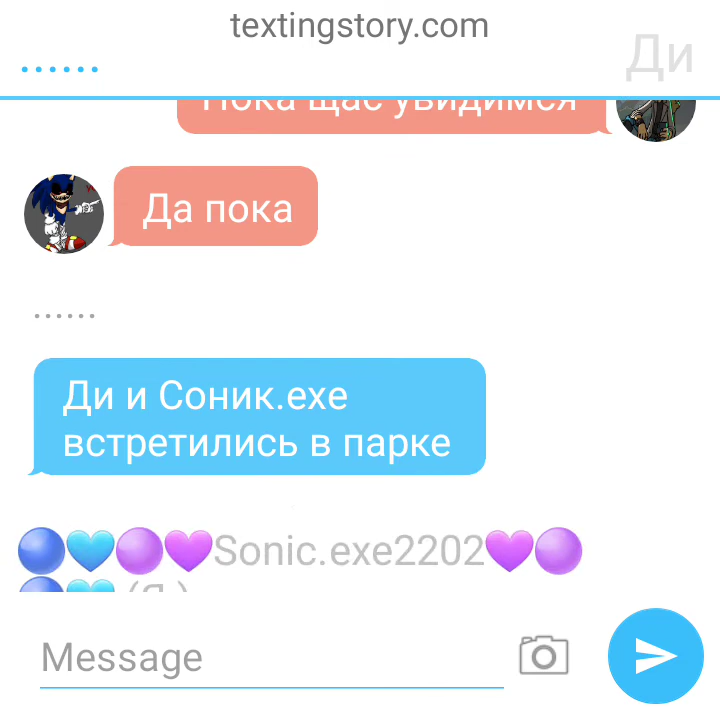 textingstory.com
......
Ди
Пока щас увидимся
Да пока
......
Ди и Соник.exe
встретились в парке
🔵🩵🟣💜Sonic.exe2202💜🟣
🔵🩵(Я )
Message